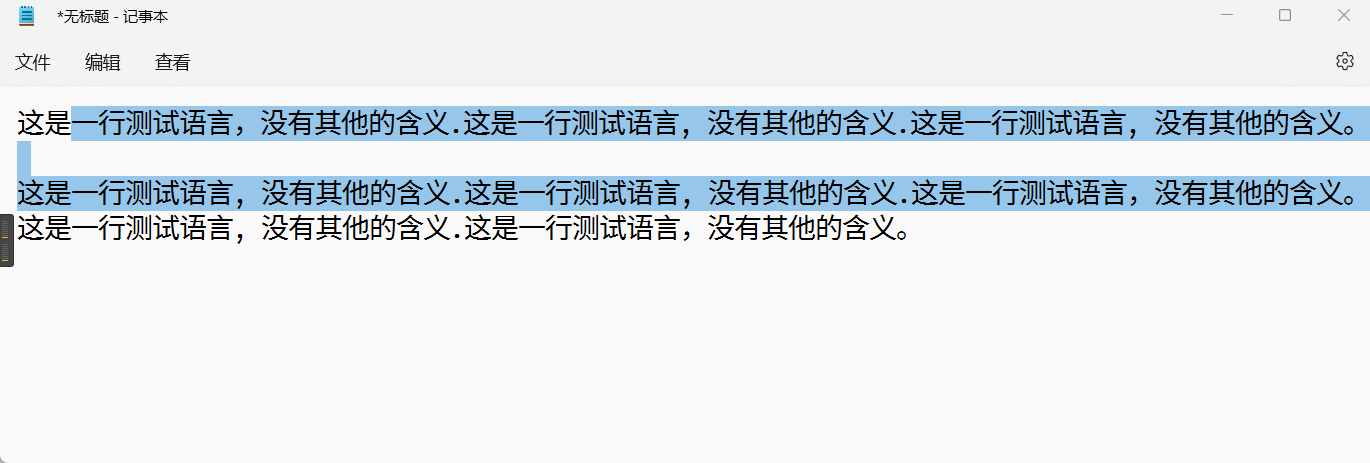 *无标题 - 记事本
文件 编辑 查看
这是一行测试语言，没有其他的含义.这是一行测试语言，没有其他的含义.这是一行测试语言，没有其他的含义。
这是一行测试语言，没有其他的含义.这是一行测试语言，没有其他的含义.这是一行测试语言，没有其他的含义。
这是一行测试语言，没有其他的含义.这是一行测试语言，没有其他的含义。